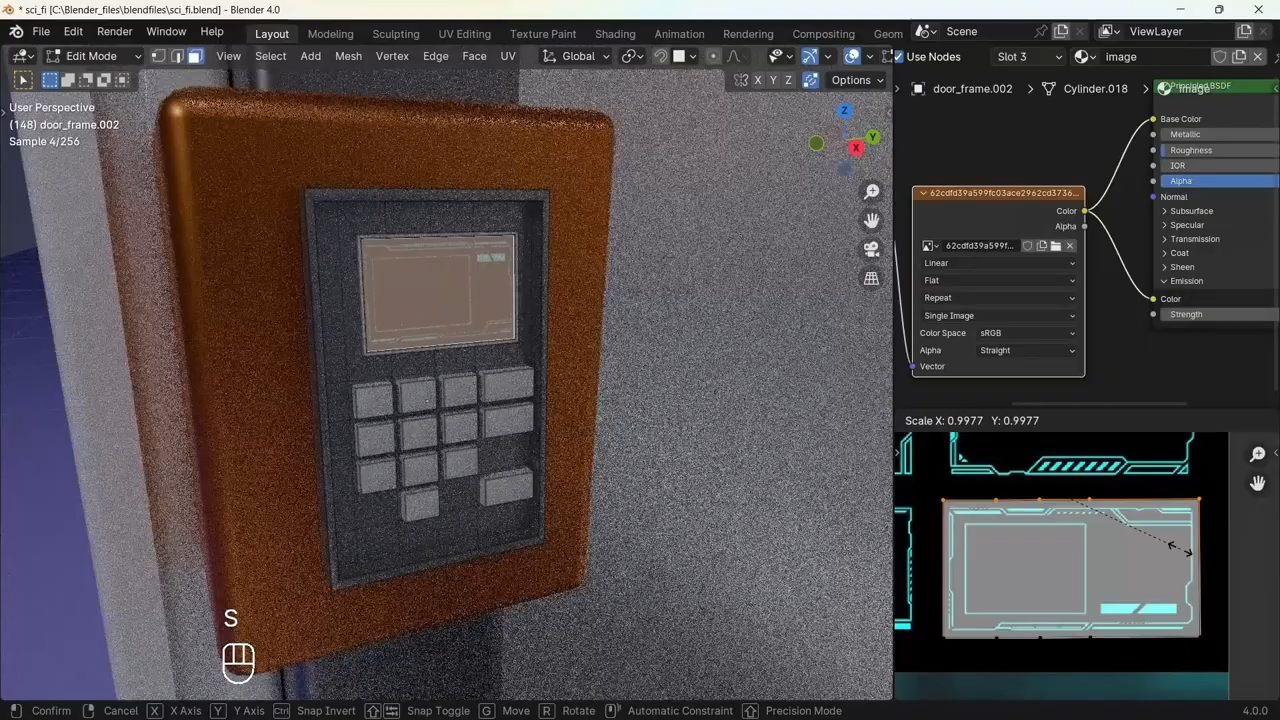 * sci_fi [C:\Blender_files\blendfiles\sci_fi.blend] - Blender 4.0
File Edit Render Window Help Layout Modeling Sculpting UV Editing Texture Paint Shading Animation Rendering Compositing Geom Scene ViewLayer
Edit Mode View Select Add Mesh Vertex Edge Face UV Global Use Nodes Slot 3 image
X Y Z Options
User Perspective
(148) door_frame.002
Sample 4/256
door_frame.002 Cylinder.018 image
Z
Y
X
Base Color
Metallic
Roughness
IOR
Alpha
Normal
Subsurface
Specular
Transmission
Coat
Sheen
Emission
Color
Strength
62cdfd39a599fc03ace2962cd3736...
Color
Alpha
62cdfd39a599f...
Linear
Flat
Repeat
Single Image
Color Space sRGB
Alpha Straight
Vector
Scale X: 0.9977 Y: 0.9977
S
Confirm Cancel X X Axis Y Y Axis Ctrl Snap Invert Snap Toggle G Move R Rotate Automatic Constraint Precision Mode 4.0.0